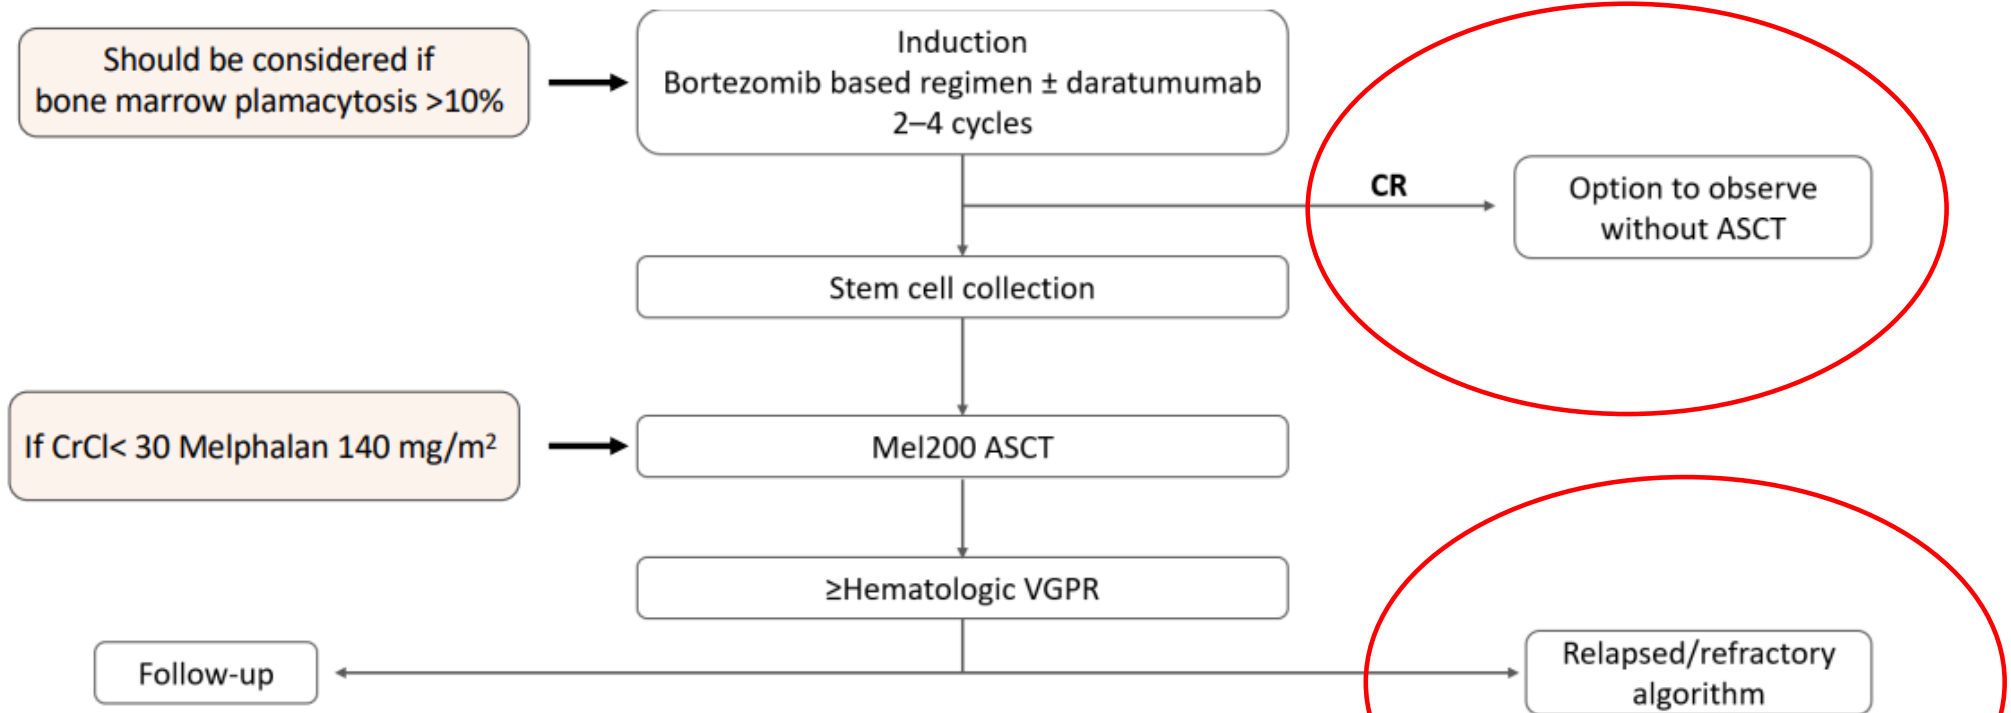 Should be considered if
bone marrow plamacytosis >10%
Induction
Bortezomib based regimen ± daratumumab
2–4 cycles
CR
Option to observe
without ASCT
Stem cell collection
If CrCl< 30 Melphalan 140 mg/m²
Mel200 ASCT
≥Hematologic VGPR
Follow-up
Relapsed/refractory
algorithm